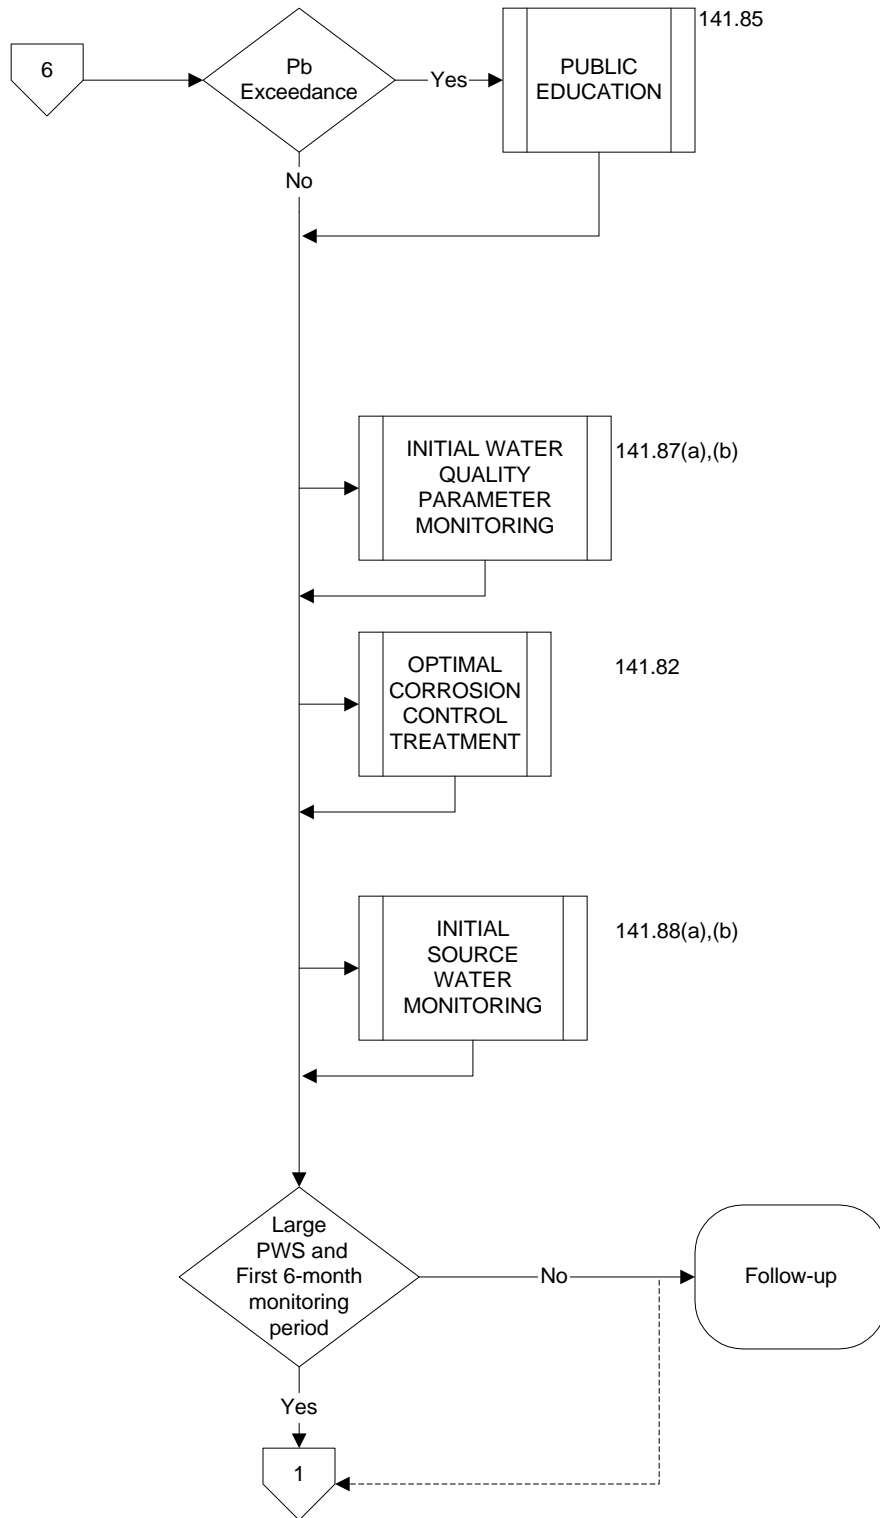 141.85
6
Pb
Exceedance
Yes
PUBLIC
EDUCATION
No
INITIAL WATER
QUALITY
PARAMETER
MONITORING
141.87(a),(b)
OPTIMAL
CORROSION
CONTROL
TREATMENT
141.82
INITIAL
SOURCE
WATER
MONITORING
141.88(a),(b)
Large
PWS and
First 6-month
monitoring
period
No
Follow-up
Yes
1